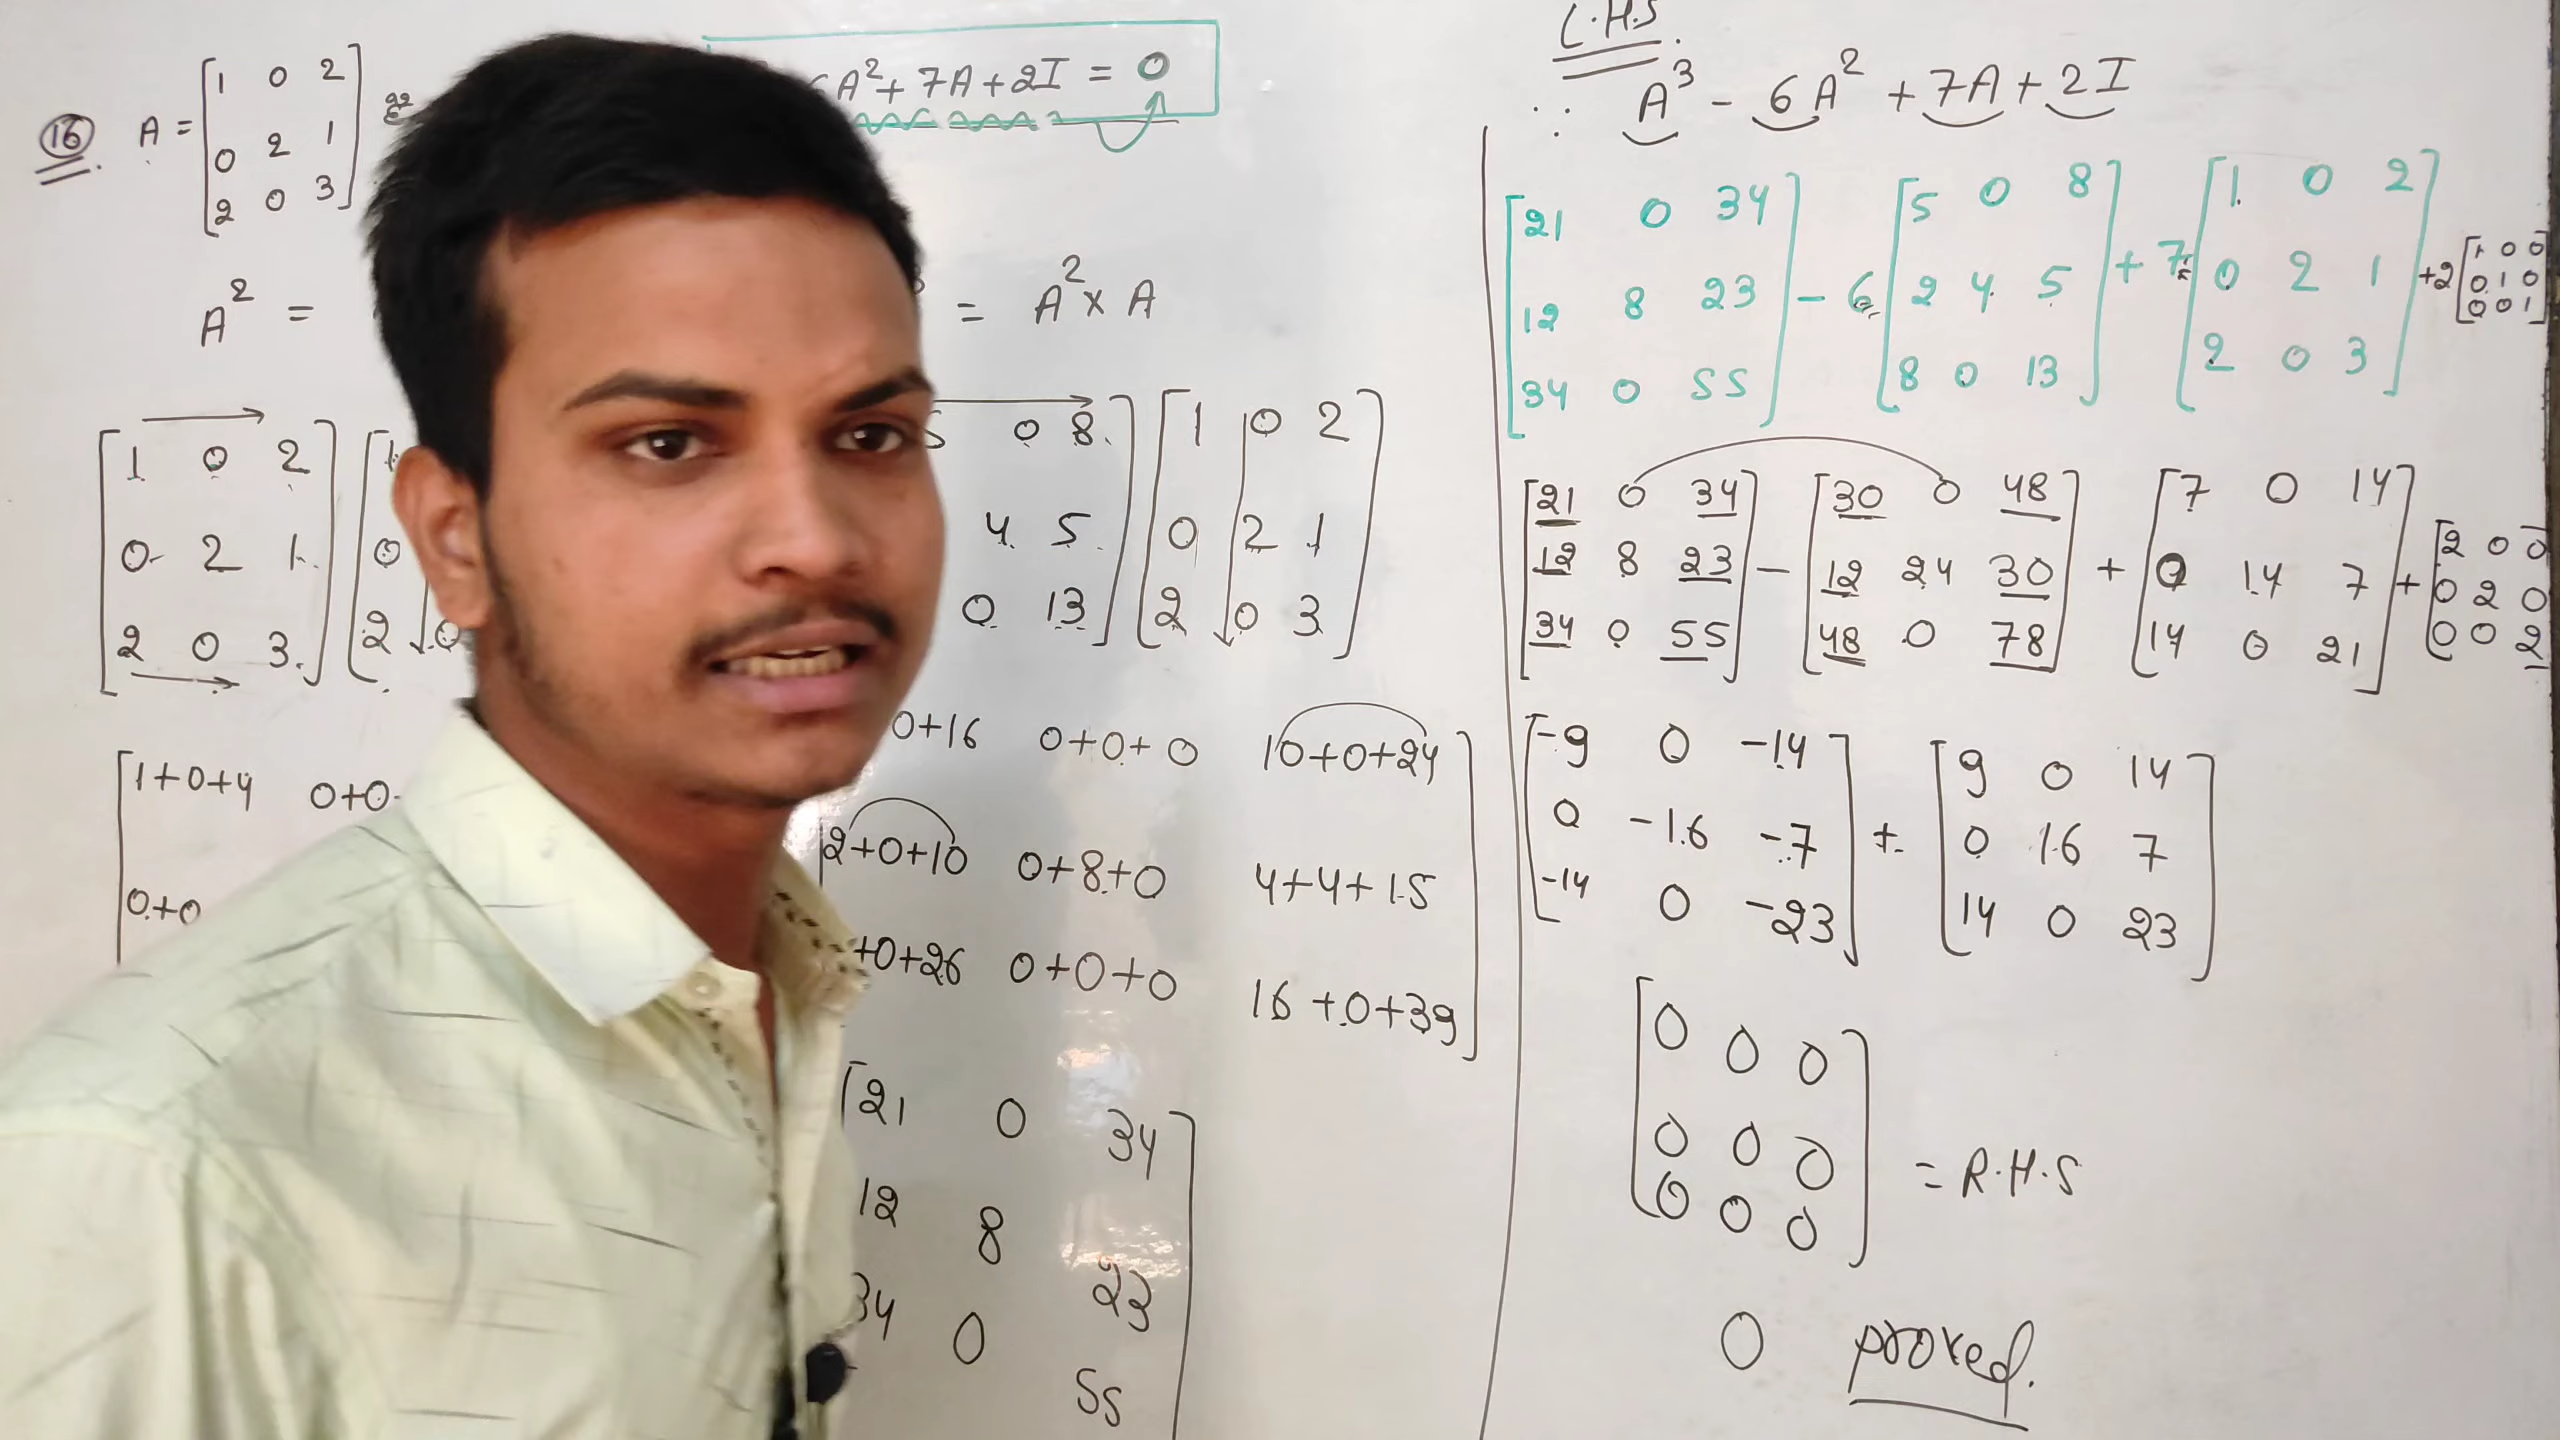 16 A = [1 0 2
0 2 1
2 0 3]
6A² + 7A + 2I = 0
A² =
= A² × A
[1 0 2
0 2 1
2 0 3]
[1
0
2 0
0 8
4 5
0 13]
[1 0 2
0 2 1
2 0 3]
[1+0+4 0+0
0+0
0+16 0+0+0 10+0+24
2+0+10 0+8+0 4+4+15
+0+26 0+0+0 16+0+39]
[21 0 34
12 8 23
34 0 55]
L.H.S
∴ A³ - 6A² + 7A + 2I
[21 0 34] - 6 [5 0 8] + 7 [1 0 2] + 2 [1 0 0]
[12 8 23] [2 4 5] [0 2 1] [0 1 0]
[34 0 55] [8 0 13] [2 0 3] [0 0 1]
[21 0 34] - [30 0 48] + [7 0 14] + [2 0 0]
[12 8 23] [12 24 30] [0 14 7] [0 2 0]
[34 0 55] [48 0 78] [14 0 21] [0 0 2]
[-9 0 -14] + [9 0 14]
[0 -16 -7] [0 16 7]
[-14 0 -23] [14 0 23]
[0 0 0
0 0 0
0 0 0] = R.H.S
0 proved.